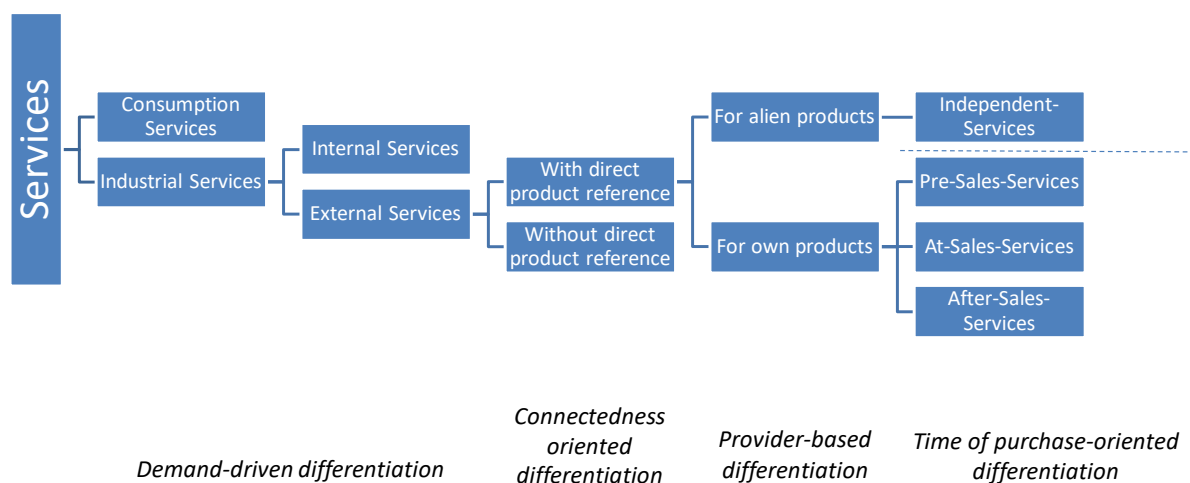 Services
Consumption
Services
Industrial Services
Internal Services
External Services
With direct
product reference
Without direct
product reference
For alien products
For own products
Independent-
Services
Pre-Sales-Services
At-Sales-Services
After-Sales-
Services
Demand-driven differentiation
Connectedness
oriented
differentiation
Provider-based
differentiation
Time of purchase-oriented
differentiation